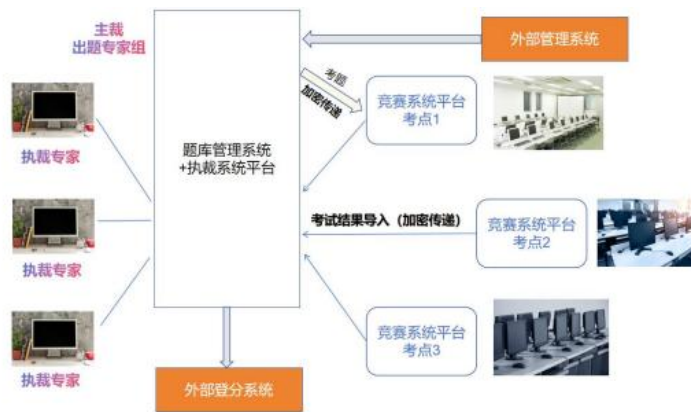 主裁
出题专家组
外部管理系统
考题
加密传递
竞赛系统平台
考点1
执裁专家
题库管理系统
+执裁系统平台
考试结果导入（加密传递）
竞赛系统平台
考点2
执裁专家
竞赛系统平台
考点3
执裁专家
外部登分系统